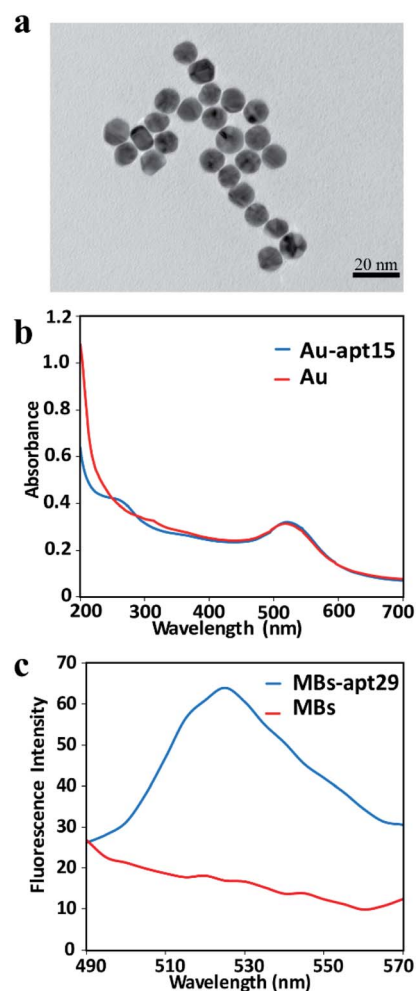 a
20 nm
b
1.2
1.0
0.8
0.6
0.4
0.2
0
Absorbance
Au-apt15
Au
200 300 400 500 600 700
Wavelength (nm)
c
70
60
50
40
30
20
10
0
Fluorescence Intensity
MBs-apt29
MBs
490 510 530 550 570
Wavelength (nm)